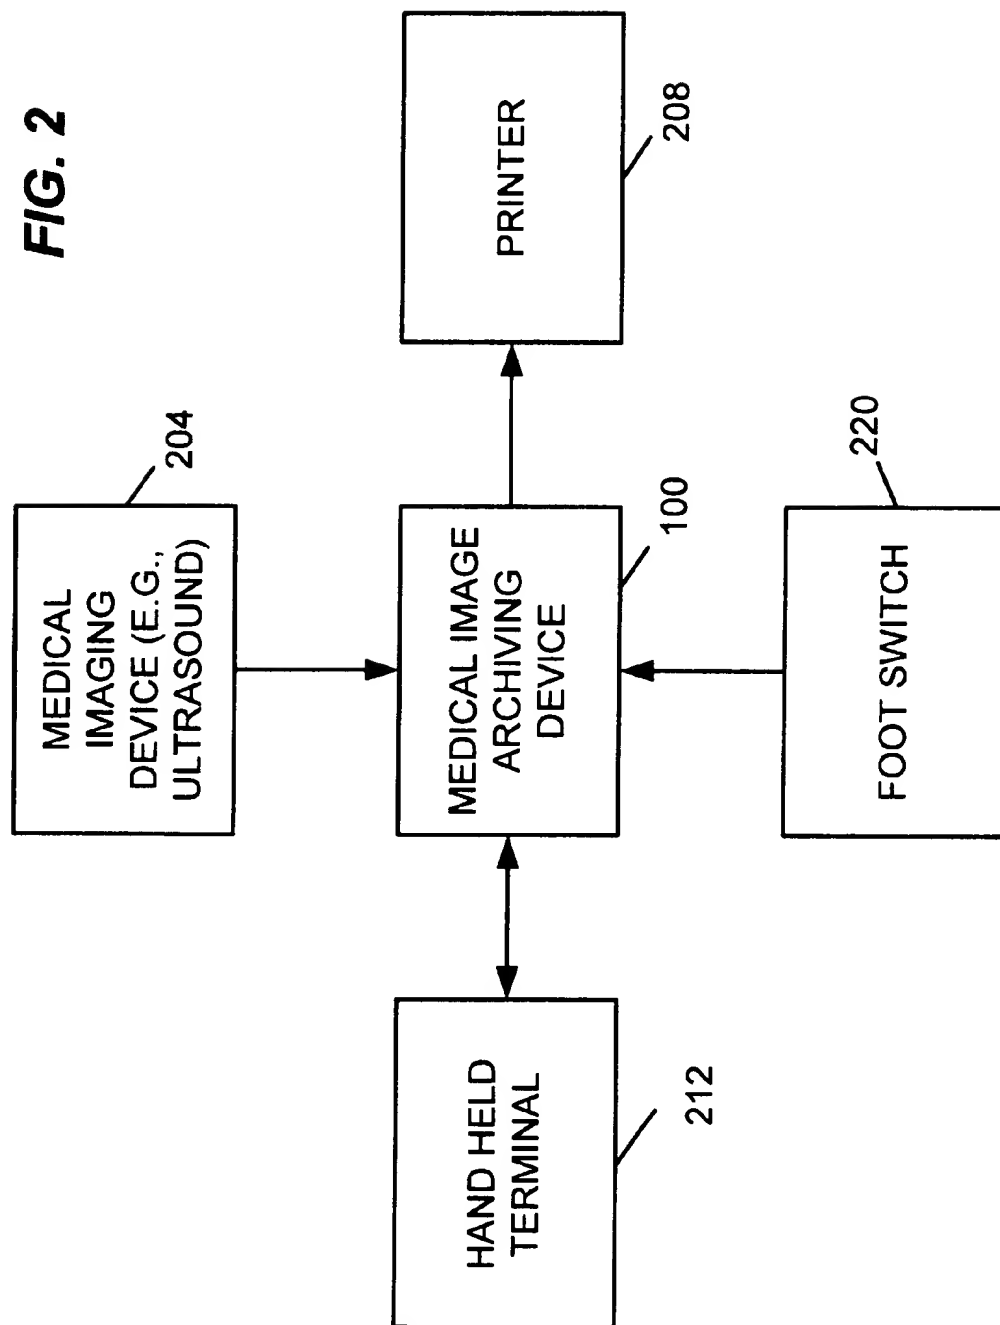 FIG. 2
MEDICAL
IMAGING
DEVICE (E.G.,
ULTRASOUND)
204
HAND HELD
TERMINAL
212
MEDICAL IMAGE
ARCHIVING
DEVICE
100
PRINTER
208
FOOT SWITCH
220